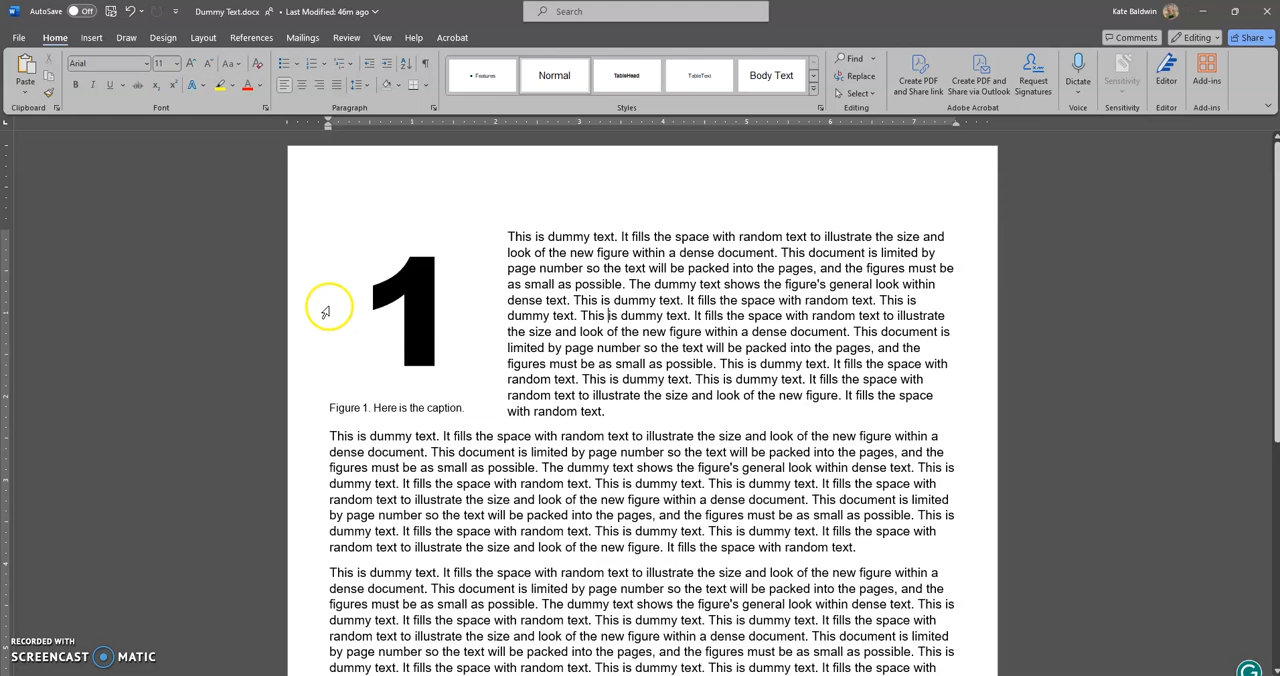 AutoSave Off Dummy Text.docx • Last Modified: 46m ago Search Kate Baldwin
File Home Insert Draw Design Layout References Mailings Review View Help Acrobat Comments Editing Share
Paste
Clipboard
Arial 11 A A Aa A
B I U ab x₂ x² A A
Font
Paragraph
• Features Normal TableHead TableText Body Text
Styles
Find
Replace
Select
Editing
Create PDF and Share link
Create PDF and Share via Outlook
Request Signatures
Adobe Acrobat
Dictate
Voice
Sensitivity
Sensitivity
Editor
Editor
Add-ins
Add-ins
1 2 3 4 5 6 7
1
This is dummy text. It fills the space with random text to illustrate the size and
look of the new figure within a dense document. This document is limited by
page number so the text will be packed into the pages, and the figures must be
as small as possible. The dummy text shows the figure's general look within
dense text. This is dummy text. It fills the space with random text. This is
dummy text. This is dummy text. It fills the space with random text to illustrate
the size and look of the new figure within a dense document. This document is
limited by page number so the text will be packed into the pages, and the
figures must be as small as possible. This is dummy text. It fills the space with
random text. This is dummy text. This is dummy text. It fills the space with
random text to illustrate the size and look of the new figure. It fills the space
with random text.
Figure 1. Here is the caption.
This is dummy text. It fills the space with random text to illustrate the size and look of the new figure within a
dense document. This document is limited by page number so the text will be packed into the pages, and the
figures must be as small as possible. The dummy text shows the figure's general look within dense text. This is
dummy text. It fills the space with random text. This is dummy text. This is dummy text. It fills the space with
random text to illustrate the size and look of the new figure within a dense document. This document is limited
by page number so the text will be packed into the pages, and the figures must be as small as possible. This is
dummy text. It fills the space with random text. This is dummy text. This is dummy text. It fills the space with
random text to illustrate the size and look of the new figure. It fills the space with random text.
This is dummy text. It fills the space with random text to illustrate the size and look of the new figure within a
dense document. This document is limited by page number so the text will be packed into the pages, and the
figures must be as small as possible. The dummy text shows the figure's general look within dense text. This is
dummy text. It fills the space with random text. This is dummy text. This is dummy text. It fills the space with
random text to illustrate the size and look of the new figure within a dense document. This document is limited
by page number so the text will be packed into the pages, and the figures must be as small as possible. This is
dummy text. It fills the space with random text. This is dummy text. This is dummy text. It fills the space with
RECORDED WITH
SCREENCAST MATIC